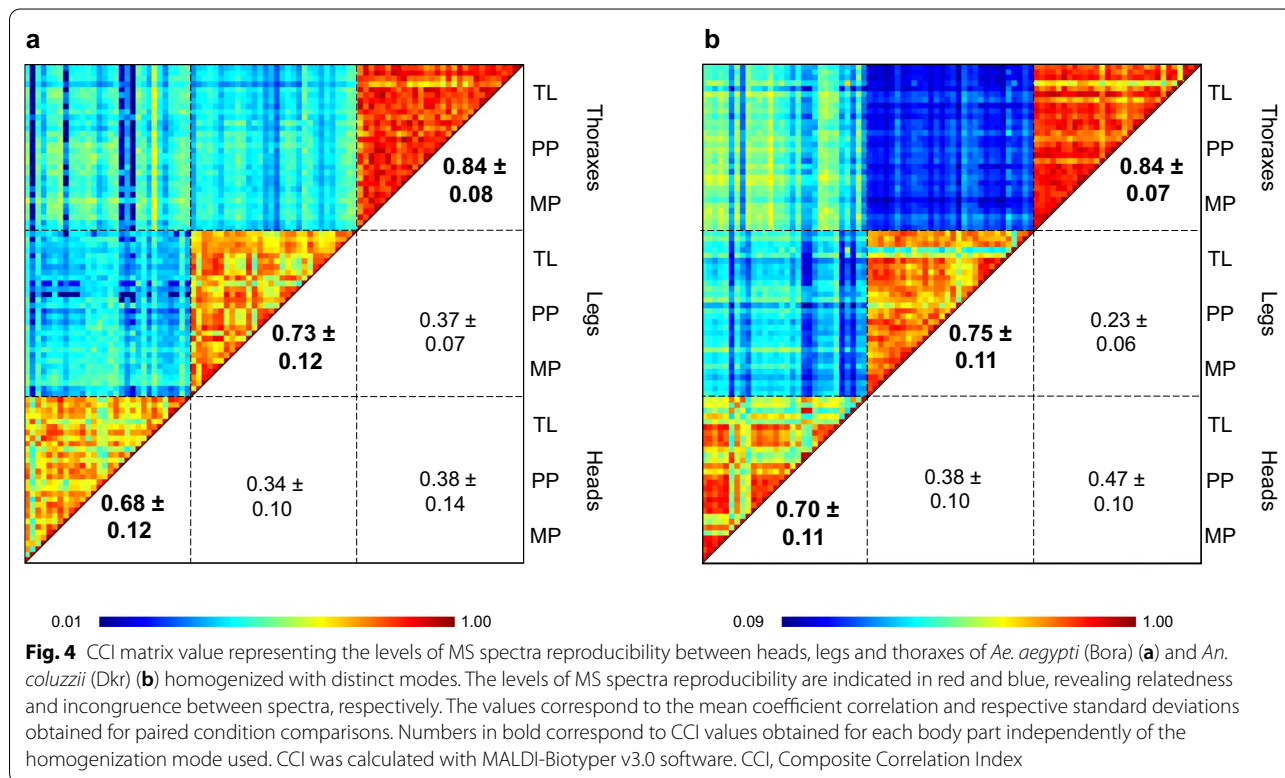 a
b
TL
PP
MP
Thoraxes
TL
PP
MP
Legs
TL
PP
MP
Heads
0.84 ±
0.08
0.73 ±
0.12
0.37 ±
0.07
0.68 ±
0.12
0.34 ±
0.10
0.38 ±
0.14
0.01
1.00
TL
PP
MP
Thoraxes
TL
PP
MP
Legs
TL
PP
MP
Heads
0.84 ±
0.07
0.75 ±
0.11
0.23 ±
0.06
0.70 ±
0.11
0.38 ±
0.10
0.47 ±
0.10
0.09
1.00
Fig. 4 CCI matrix value representing the levels of MS spectra reproducibility between heads, legs and thoraxes of Ae. aegypti (Bora) (a) and An.
coluzzii (Dkr) (b) homogenized with distinct modes. The levels of MS spectra reproducibility are indicated in red and blue, revealing relatedness
and incongruence between spectra, respectively. The values correspond to the mean coefficient correlation and respective standard deviations
obtained for paired condition comparisons. Numbers in bold correspond to CCI values obtained for each body part independently of the
homogenization mode used. CCI was calculated with MALDI-Biotyper v3.0 software. CCI, Composite Correlation Index